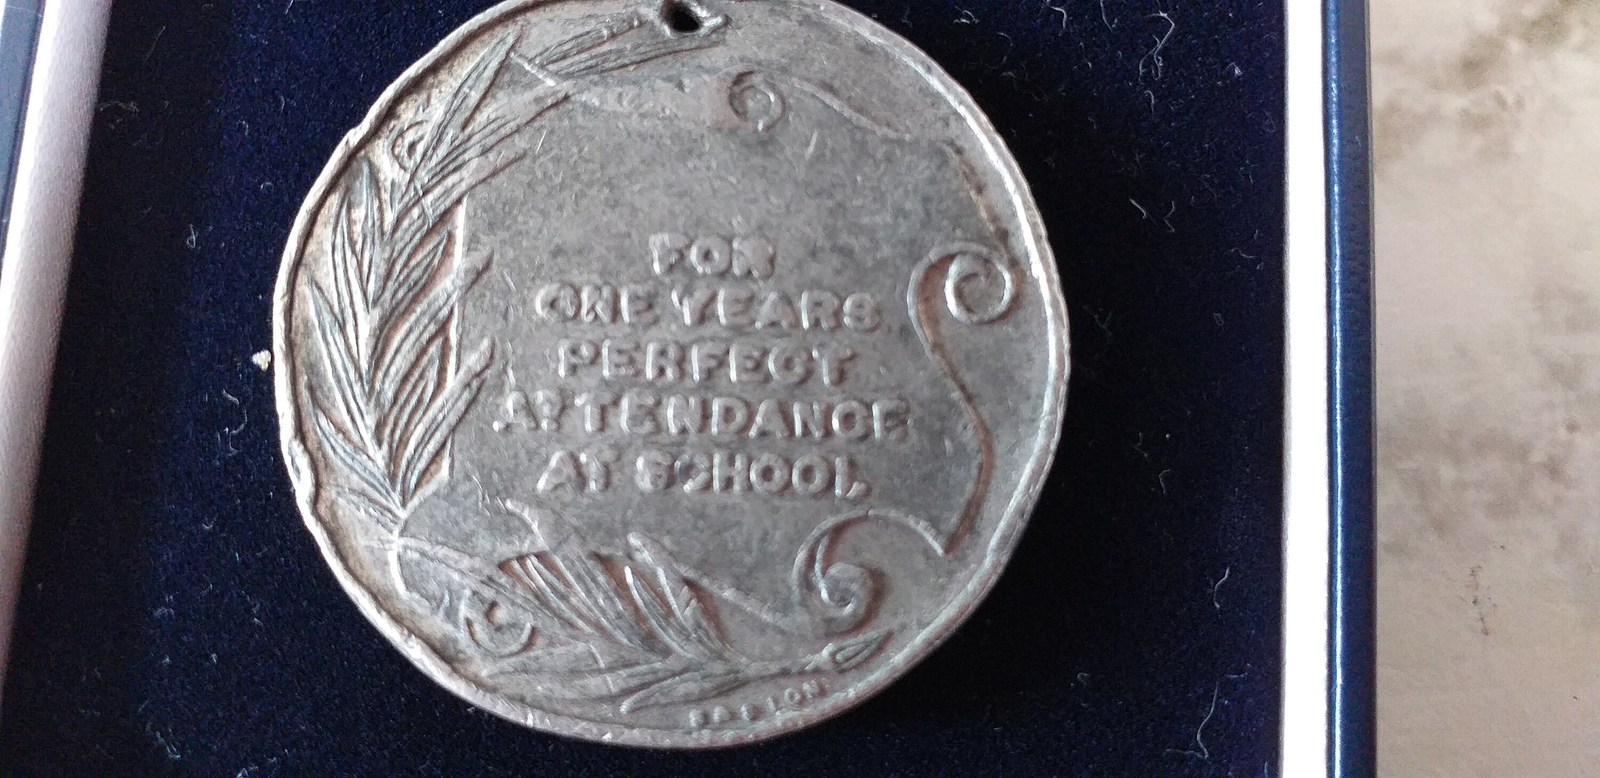 FOR
ONE YEARS
PERFECT
ATTENDANCE
AT SCHOOL